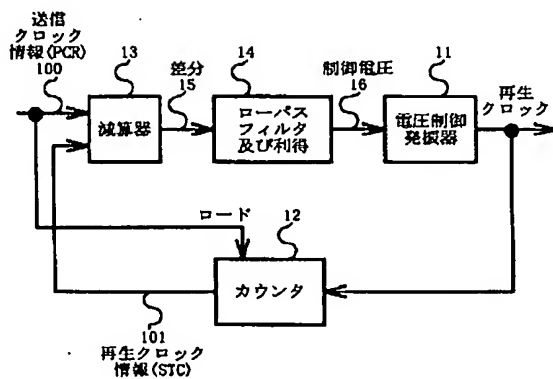 送信
クロック
情報(PCR)
100
13
減算器
差分
15
14
ローパス
フィルタ
及び利得
制御電圧
16
11
電圧制御
発振器
再生
クロック
ロード
12
カウンタ
101
再生クロック
情報(STC)